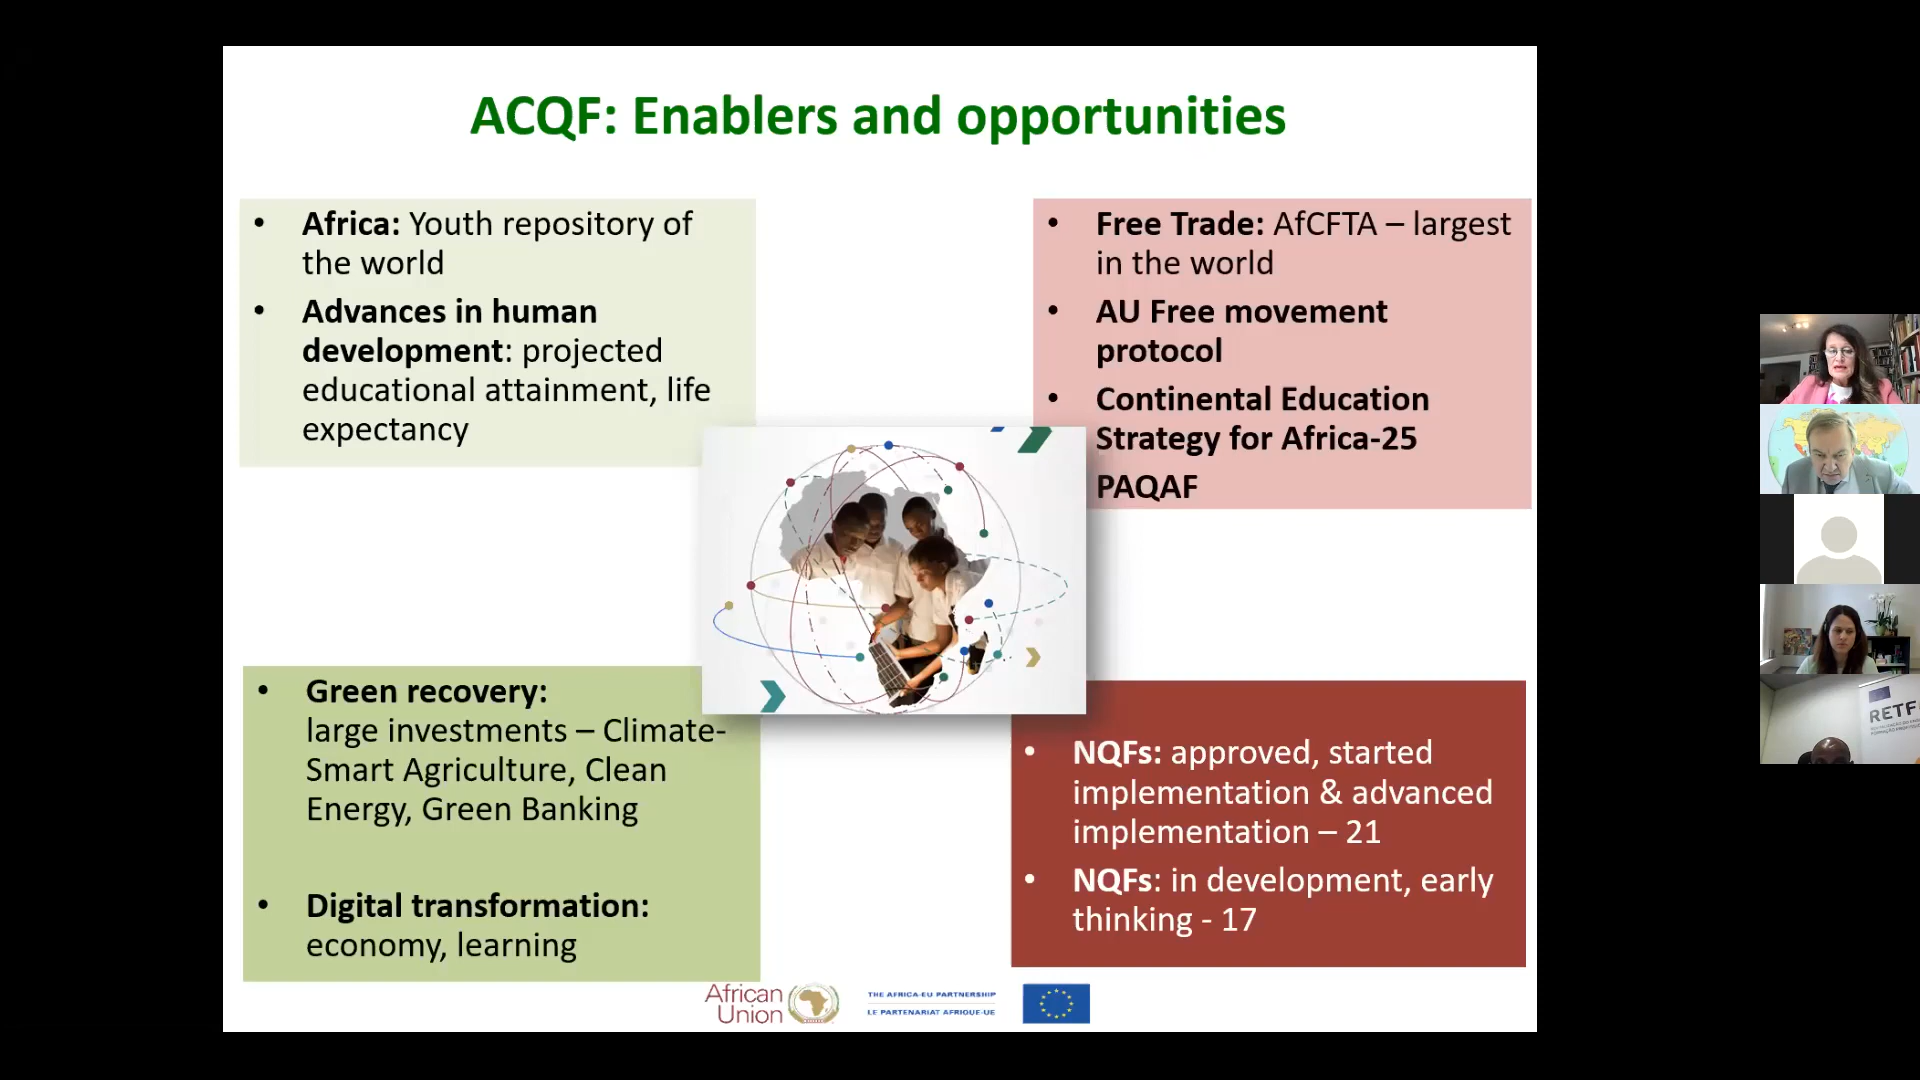 ACQF: Enablers and opportunities
• Africa: Youth repository of
the world
• Advances in human
development: projected
educational attainment, life
expectancy
• Free Trade: AfCFTA – largest
in the world
• AU Free movement
protocol
• Continental Education
Strategy for Africa-25
PAQAF
• Green recovery:
large investments – Climate-
Smart Agriculture, Clean
Energy, Green Banking
• Digital transformation:
economy, learning
• NQFs: approved, started
implementation & advanced
implementation – 21
• NQFs: in development, early
thinking - 17
African
Union
THE AFRICA-EU PARTNERSHIP
LE PARTENARIAT AFRIQUE-UE